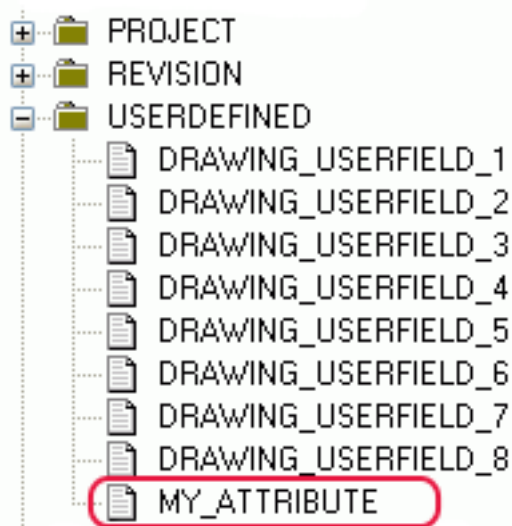 PROJECT
REVISION
USERDEFINED
DRAWING_USERFIELD_1
DRAWING_USERFIELD_2
DRAWING_USERFIELD_3
DRAWING_USERFIELD_4
DRAWING_USERFIELD_5
DRAWING_USERFIELD_6
DRAWING_USERFIELD_7
DRAWING_USERFIELD_8
MY_ATTRIBUTE